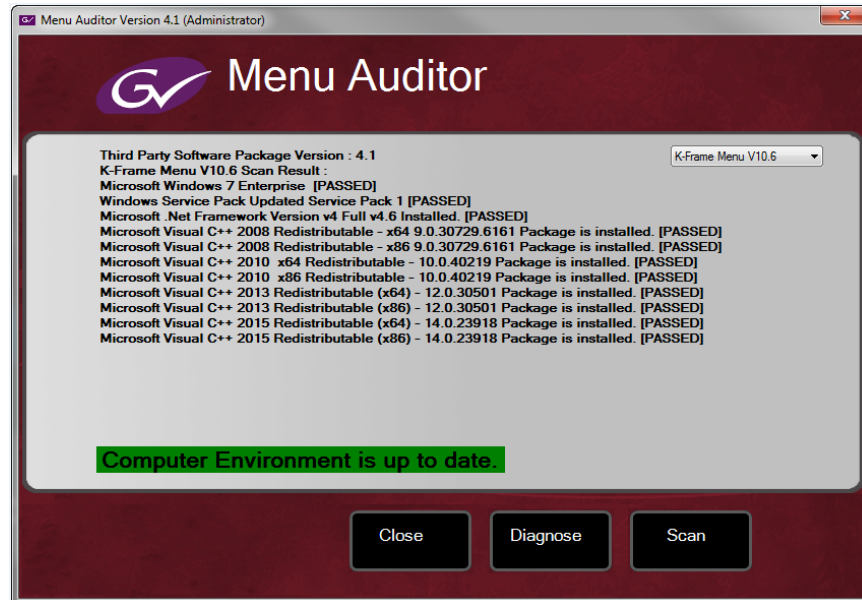 Menu Auditor Version 4.1 (Administrator)
GV Menu Auditor
Third Party Software Package Version : 4.1
K-Frame Menu V10.6
K-Frame Menu V10.6 Scan Result :
Microsoft Windows 7 Enterprise  [PASSED]
Windows Service Pack Updated Service Pack 1 [PASSED]
Microsoft .Net Framework Version v4 Full v4.6 Installed. [PASSED]
Microsoft Visual C++ 2008 Redistributable - x64 9.0.30729.6161 Package is installed. [PASSED]
Microsoft Visual C++ 2008 Redistributable - x86 9.0.30729.6161 Package is installed. [PASSED]
Microsoft Visual C++ 2010  x64 Redistributable - 10.0.40219 Package is installed. [PASSED]
Microsoft Visual C++ 2010  x86 Redistributable - 10.0.40219 Package is installed. [PASSED]
Microsoft Visual C++ 2013 Redistributable (x64) - 12.0.30501 Package is installed. [PASSED]
Microsoft Visual C++ 2013 Redistributable (x86) - 12.0.30501 Package is installed. [PASSED]
Microsoft Visual C++ 2015 Redistributable (x64) - 14.0.23918 Package is installed. [PASSED]
Microsoft Visual C++ 2015 Redistributable (x86) - 14.0.23918 Package is installed. [PASSED]
Computer Environment is up to date.
Close
Diagnose
Scan